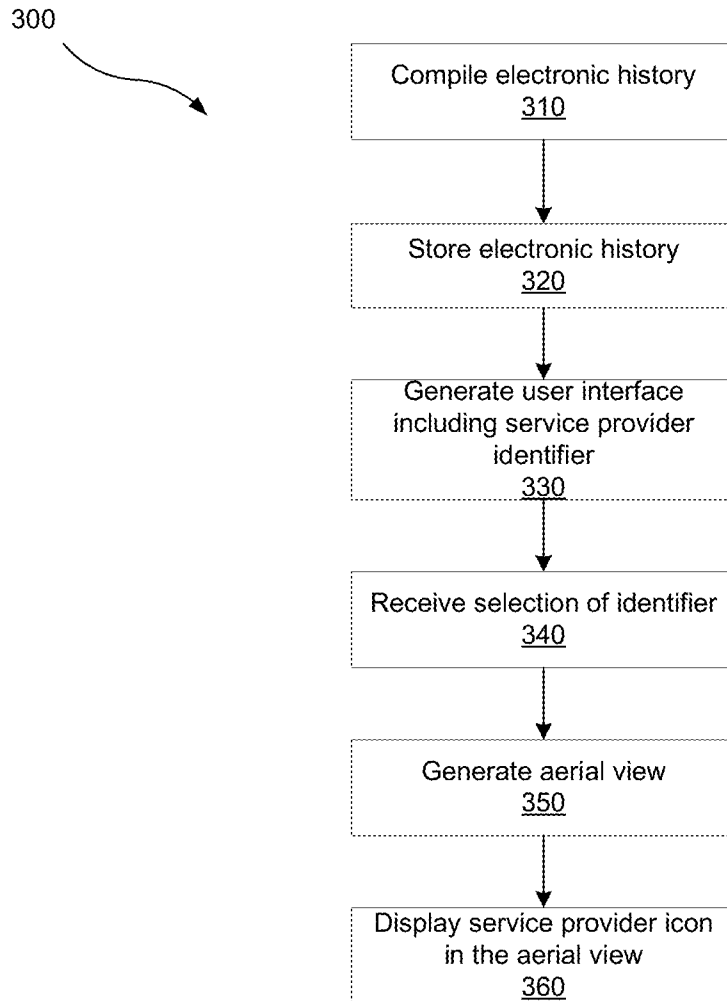 300
Compile electronic history
310
Store electronic history
320
Generate user interface
including service provider
identifier
330
Receive selection of identifier
340
Generate aerial view
350
Display service provider icon
in the aerial view
360